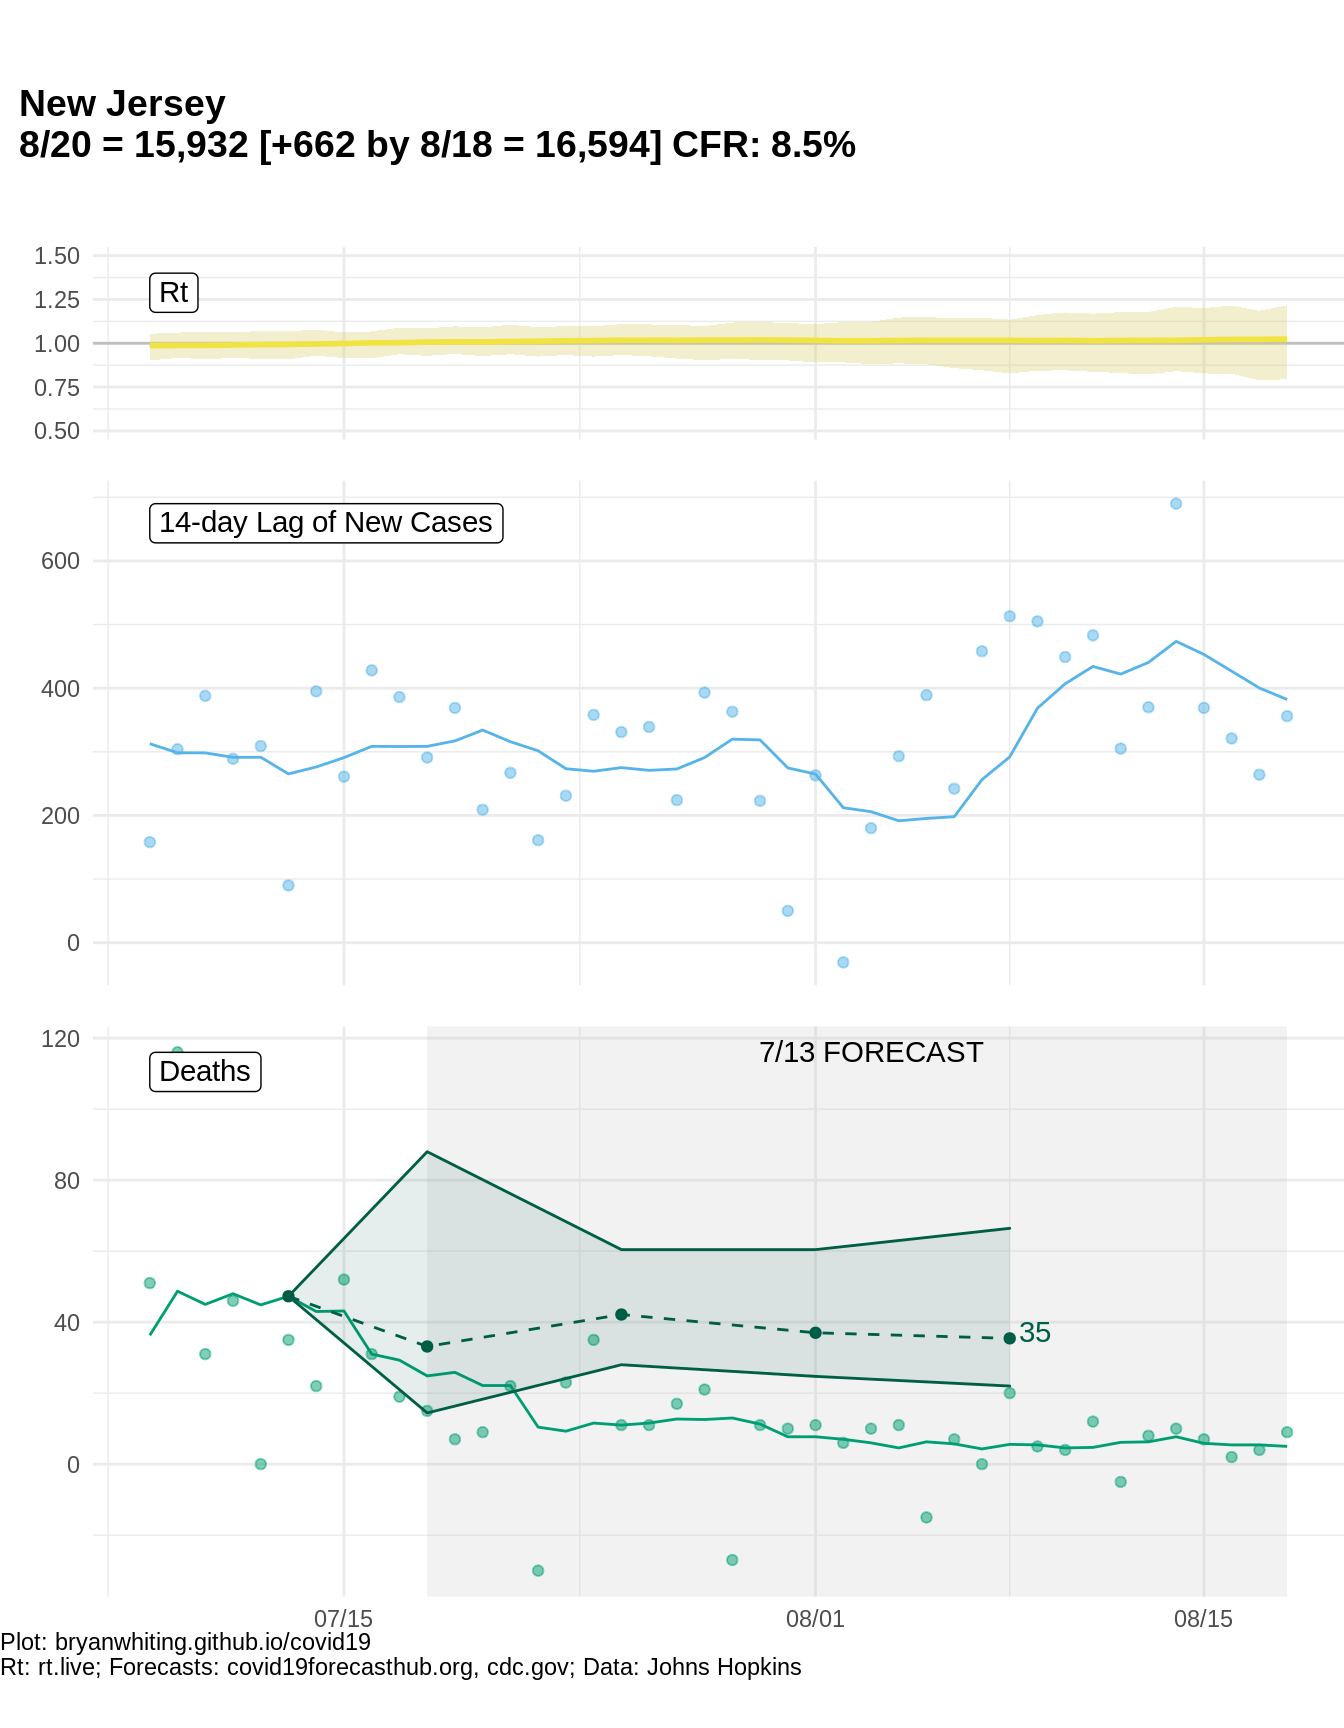 New Jersey
8/20 = 15,932 [+662 by 8/18 = 16,594] CFR: 8.5%
1.50
1.25
1.00
0.75
0.50
Rt
14-day Lag of New Cases
600
400
200
0
120
80
40
0
Deaths
7/13 FORECAST
35
07/15
08/01
08/15
Plot: bryanwhiting.github.io/covid19
Rt: rt.live; Forecasts: covid19forecasthub.org, cdc.gov; Data: Johns Hopkins